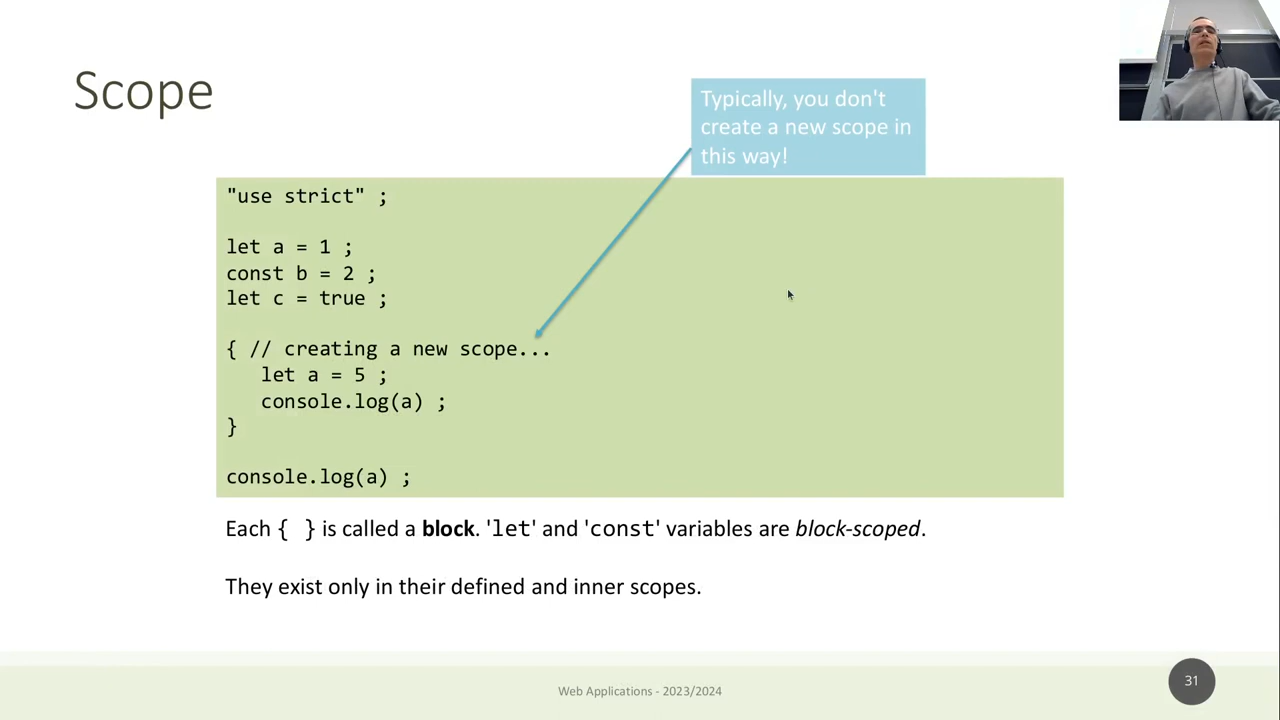 Scope
Typically, you don't
create a new scope in
this way!
"use strict" ;
let a = 1 ;
const b = 2 ;
let c = true ;
{ // creating a new scope...
let a = 5 ;
console.log(a) ;
}
console.log(a) ;
Each { } is called a block. 'let' and 'const' variables are block-scoped.
They exist only in their defined and inner scopes.
Web Applications - 2023/2024
31